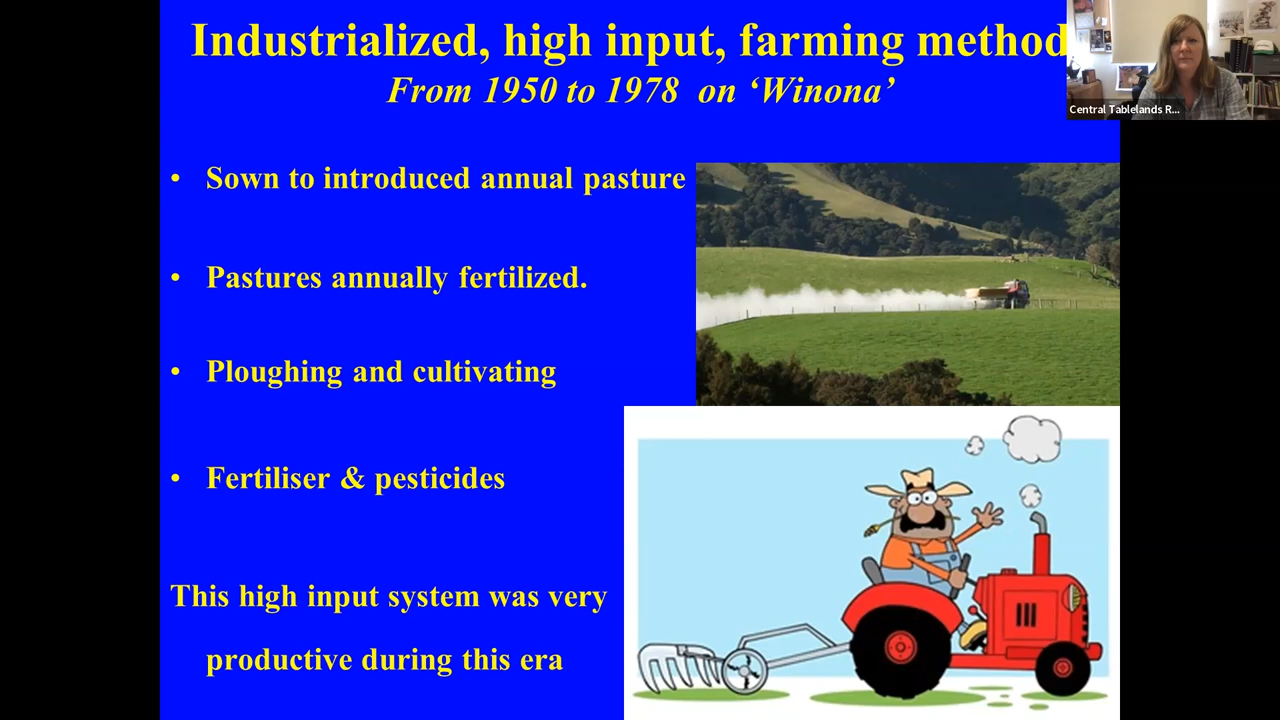 Industrialized, high input, farming method
From 1950 to 1978 on ‘Winona’
Central Tablelands R...
• Sown to introduced annual pasture
• Pastures annually fertilized.
• Ploughing and cultivating
• Fertiliser & pesticides
This high input system was very
productive during this era